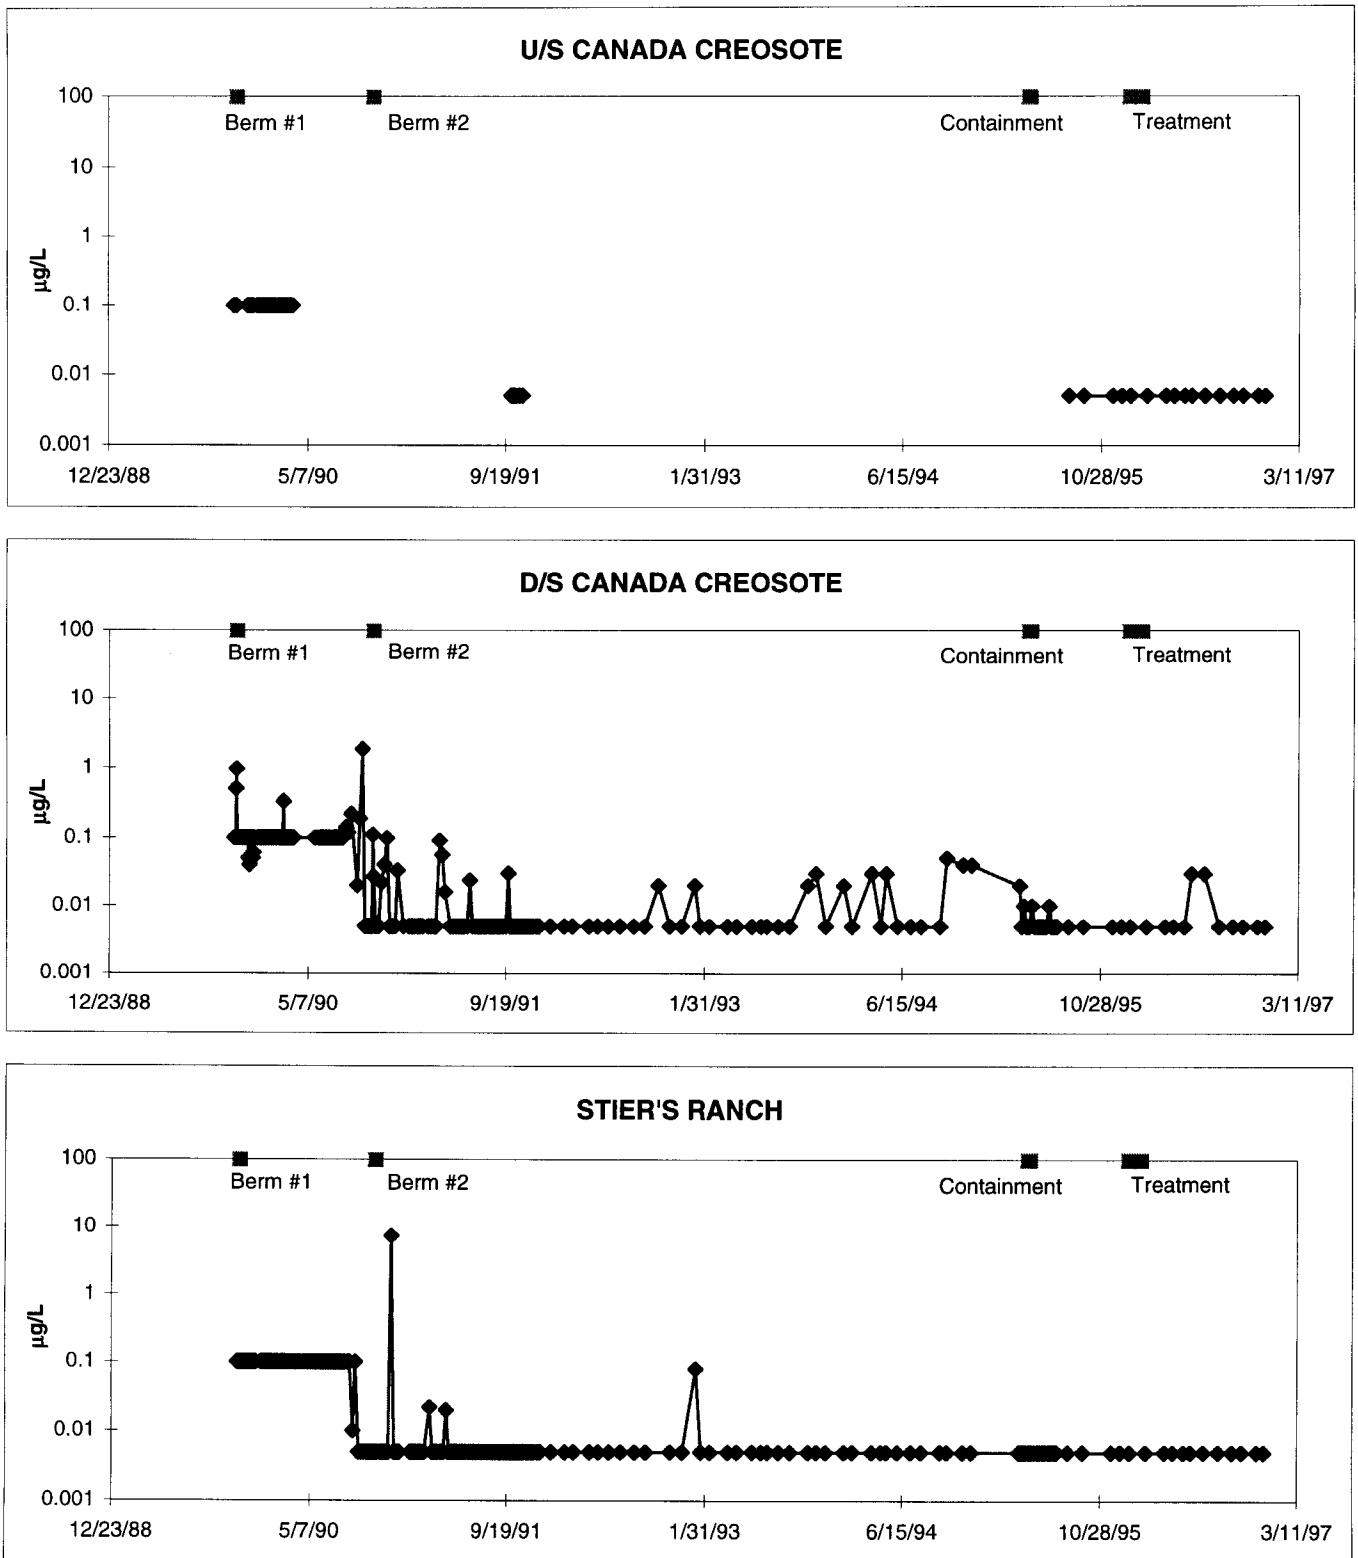 U/S CANADA CREOSOTE
100
Berm #1 Berm #2 Containment Treatment
10
1
µg/L
0.1
0.01
0.001
12/23/88 5/7/90 9/19/91 1/31/93 6/15/94 10/28/95 3/11/97
D/S CANADA CREOSOTE
100
Berm #1 Berm #2 Containment Treatment
10
1
µg/L
0.1
0.01
0.001
12/23/88 5/7/90 9/19/91 1/31/93 6/15/94 10/28/95 3/11/97
STIER'S RANCH
100
Berm #1 Berm #2 Containment Treatment
10
1
µg/L
0.1
0.01
0.001
12/23/88 5/7/90 9/19/91 1/31/93 6/15/94 10/28/95 3/11/97